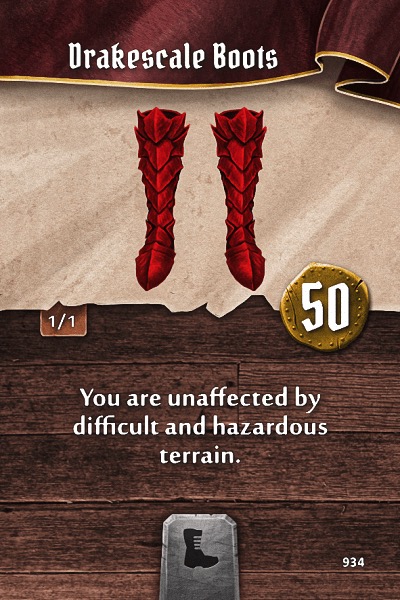 Drakescale Boots
1/1
50
You are unaffected by
difficult and hazardous
terrain.
934